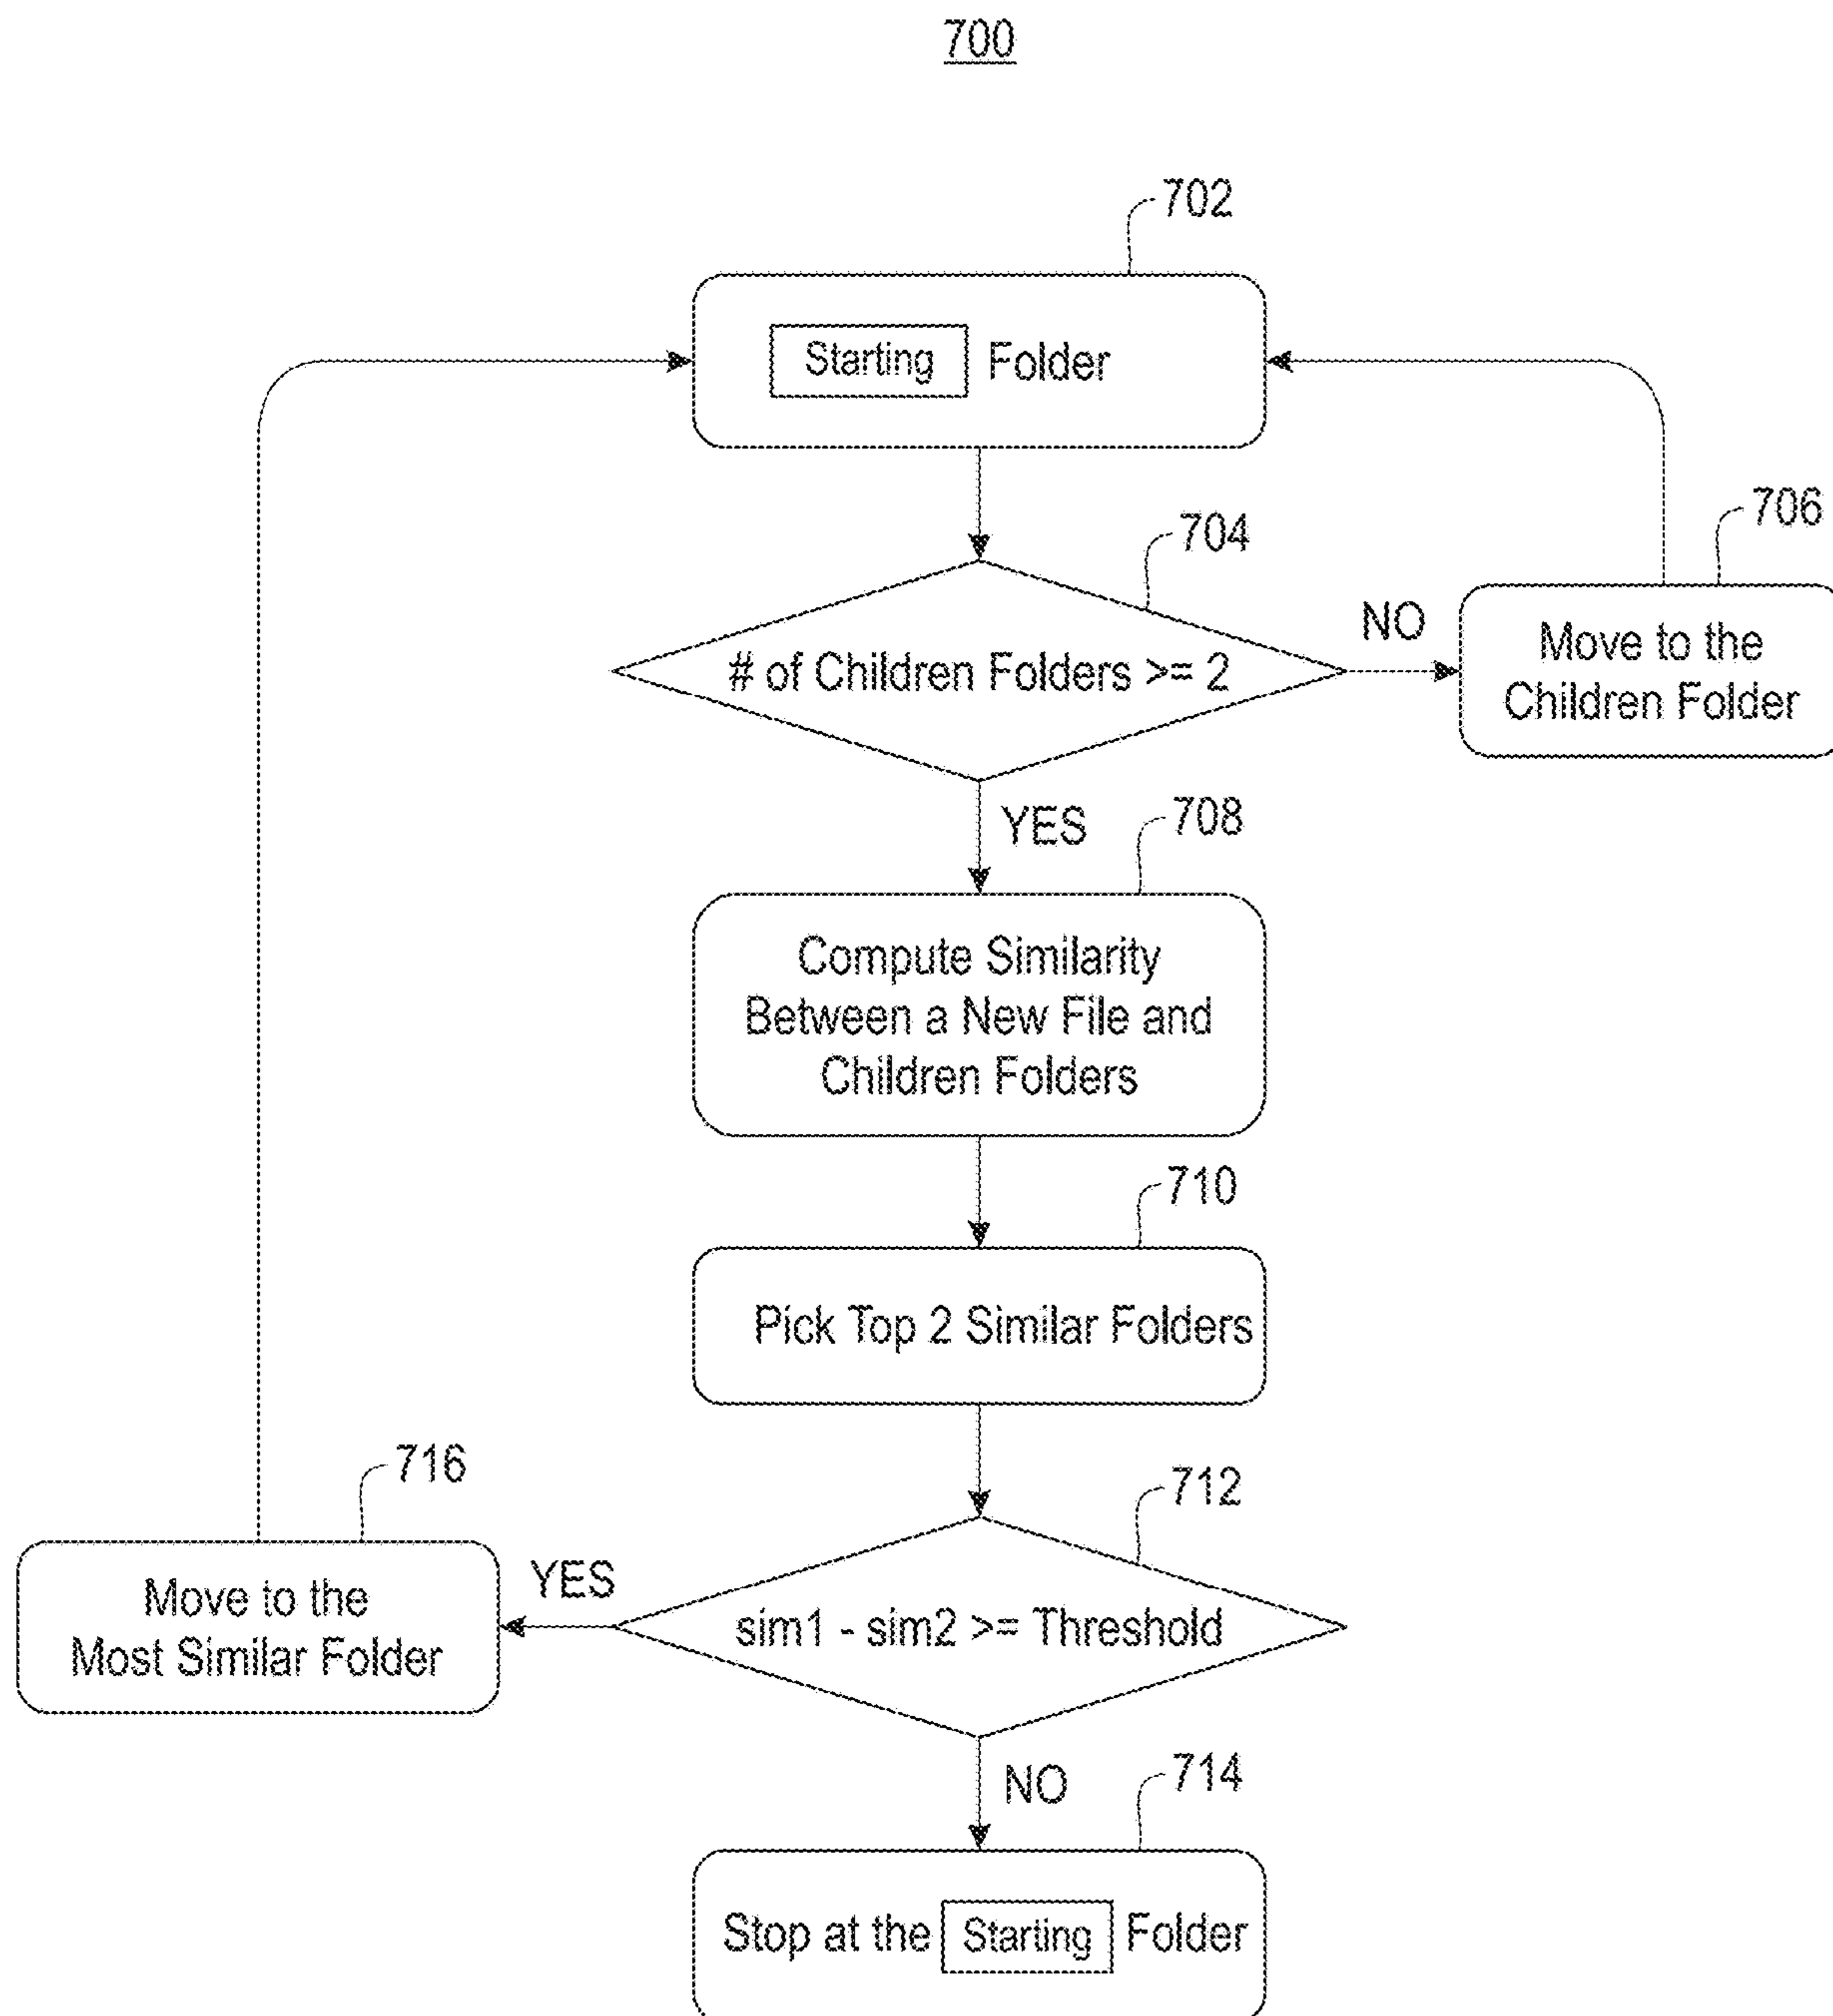 700
702
Starting Folder
704
706
# of Children Folders >= 2
NO
Move to the
Children Folder
YES
708
Compute Similarity
Between a New File and
Children Folders
710
Pick Top 2 Similar Folders
716
712
Move to the
Most Similar Folder
YES
sim1 - sim2 >= Threshold
NO
714
Stop at the Starting Folder